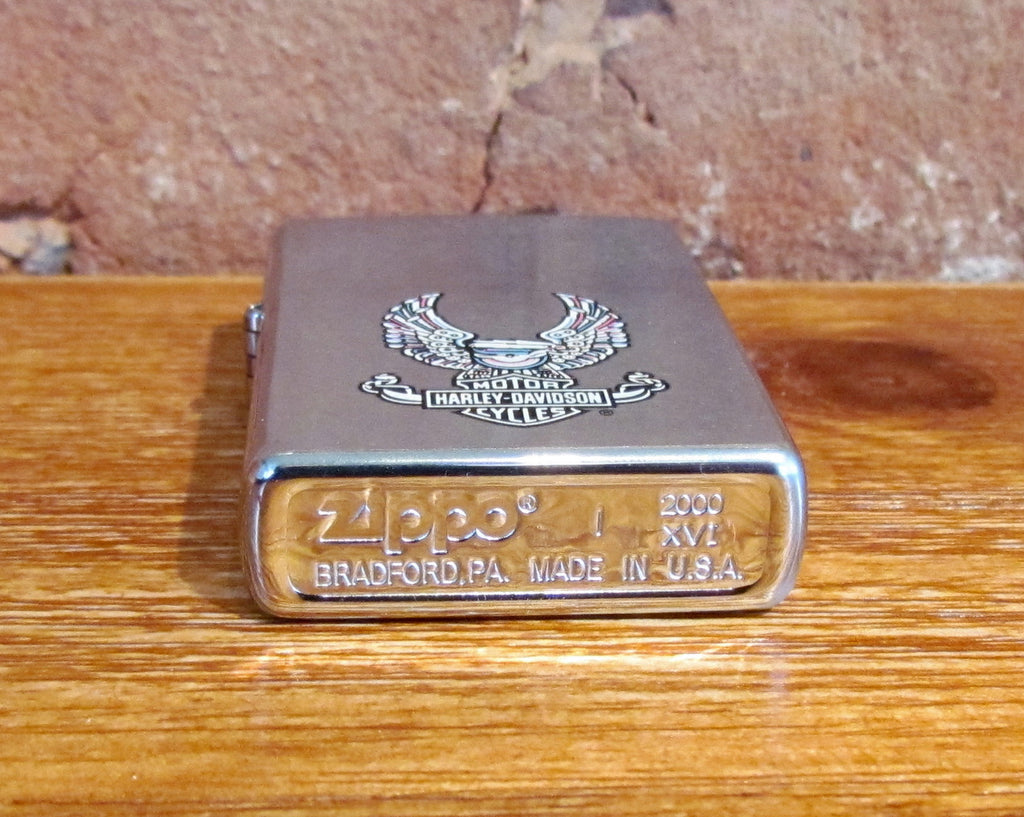 MOTOR
HARLEY-DAVIDSON
CYCLES ®
Zippo ® I 2000
XVI
BRADFORD, PA. MADE IN U.S.A.